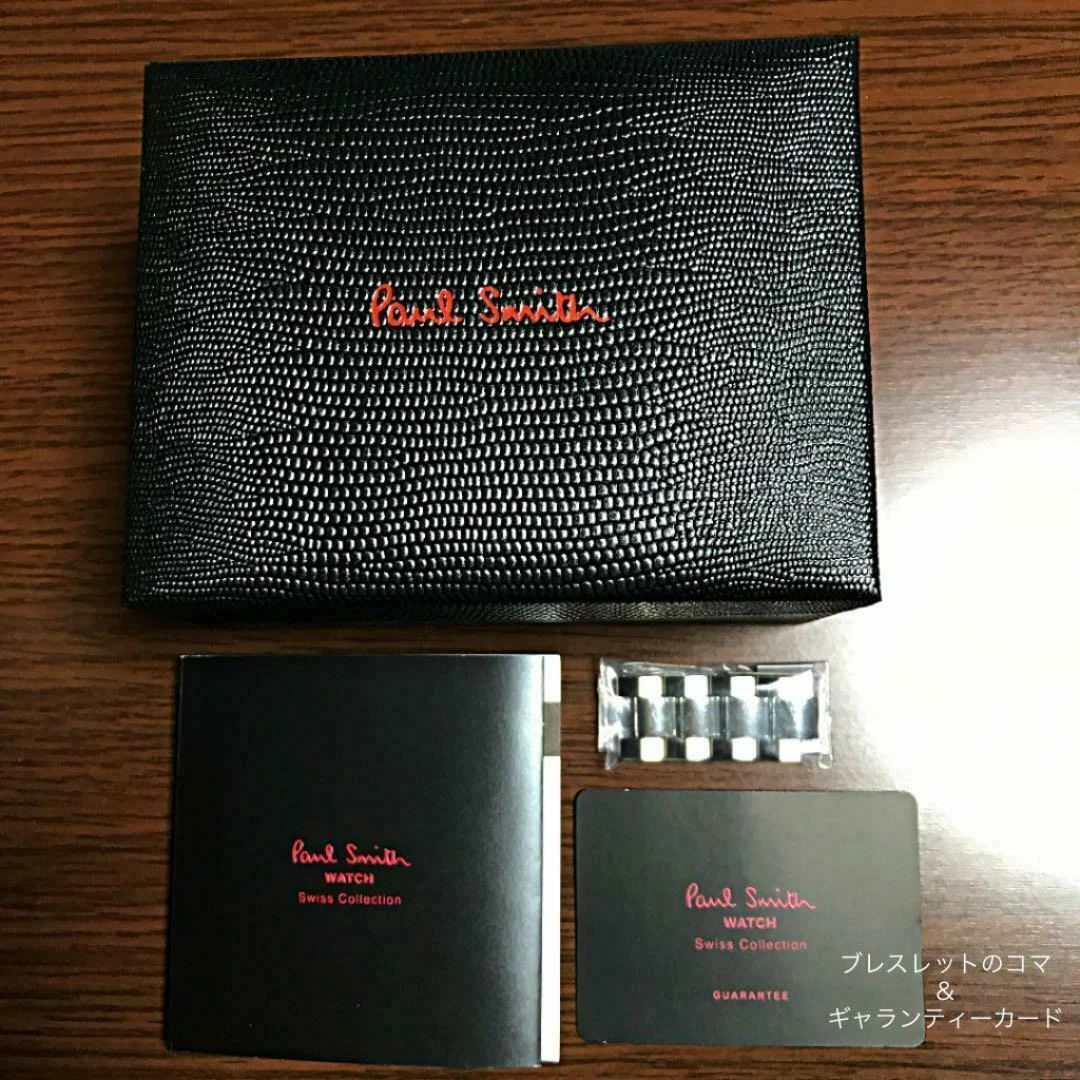 Paul Smith
Paul Smith
WATCH
Swiss Collection
Paul Smith
WATCH
Swiss Collection
GUARANTEE
ブレスレットのコマ
&
ギャランティーカード